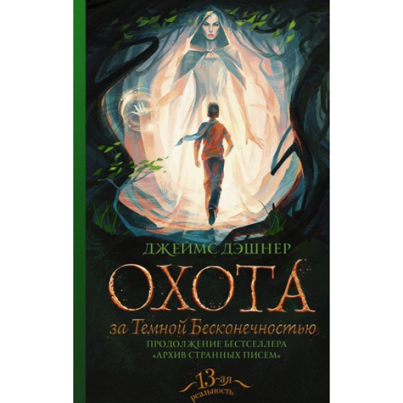 ДЖЕЙМС ДЭШНЕР
ОХОТА
за Темной Бесконечностью
ПРОДОЛЖЕНИЕ БЕСТСЕЛЛЕРА
«АРХИВ СТРАННЫХ ПИСЕМ»
13-ая
реальность